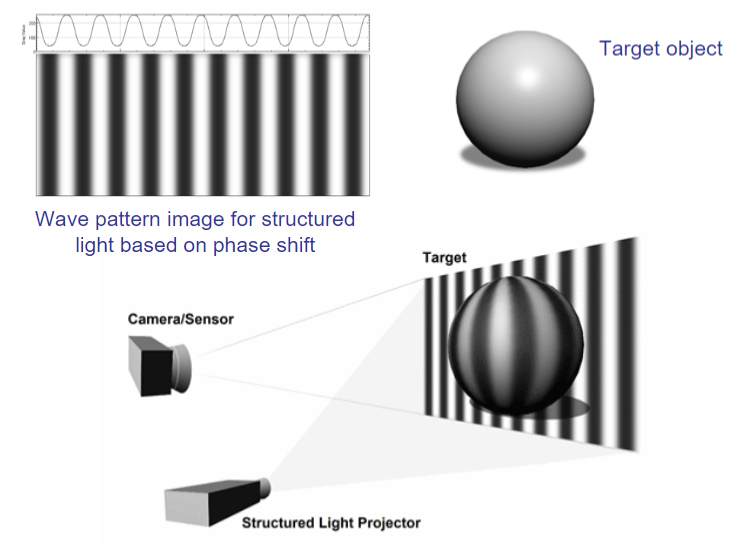 200
100
0
Gray Value
Target object
Wave pattern image for structured
light based on phase shift
Target
Camera/Sensor
Structured Light Projector